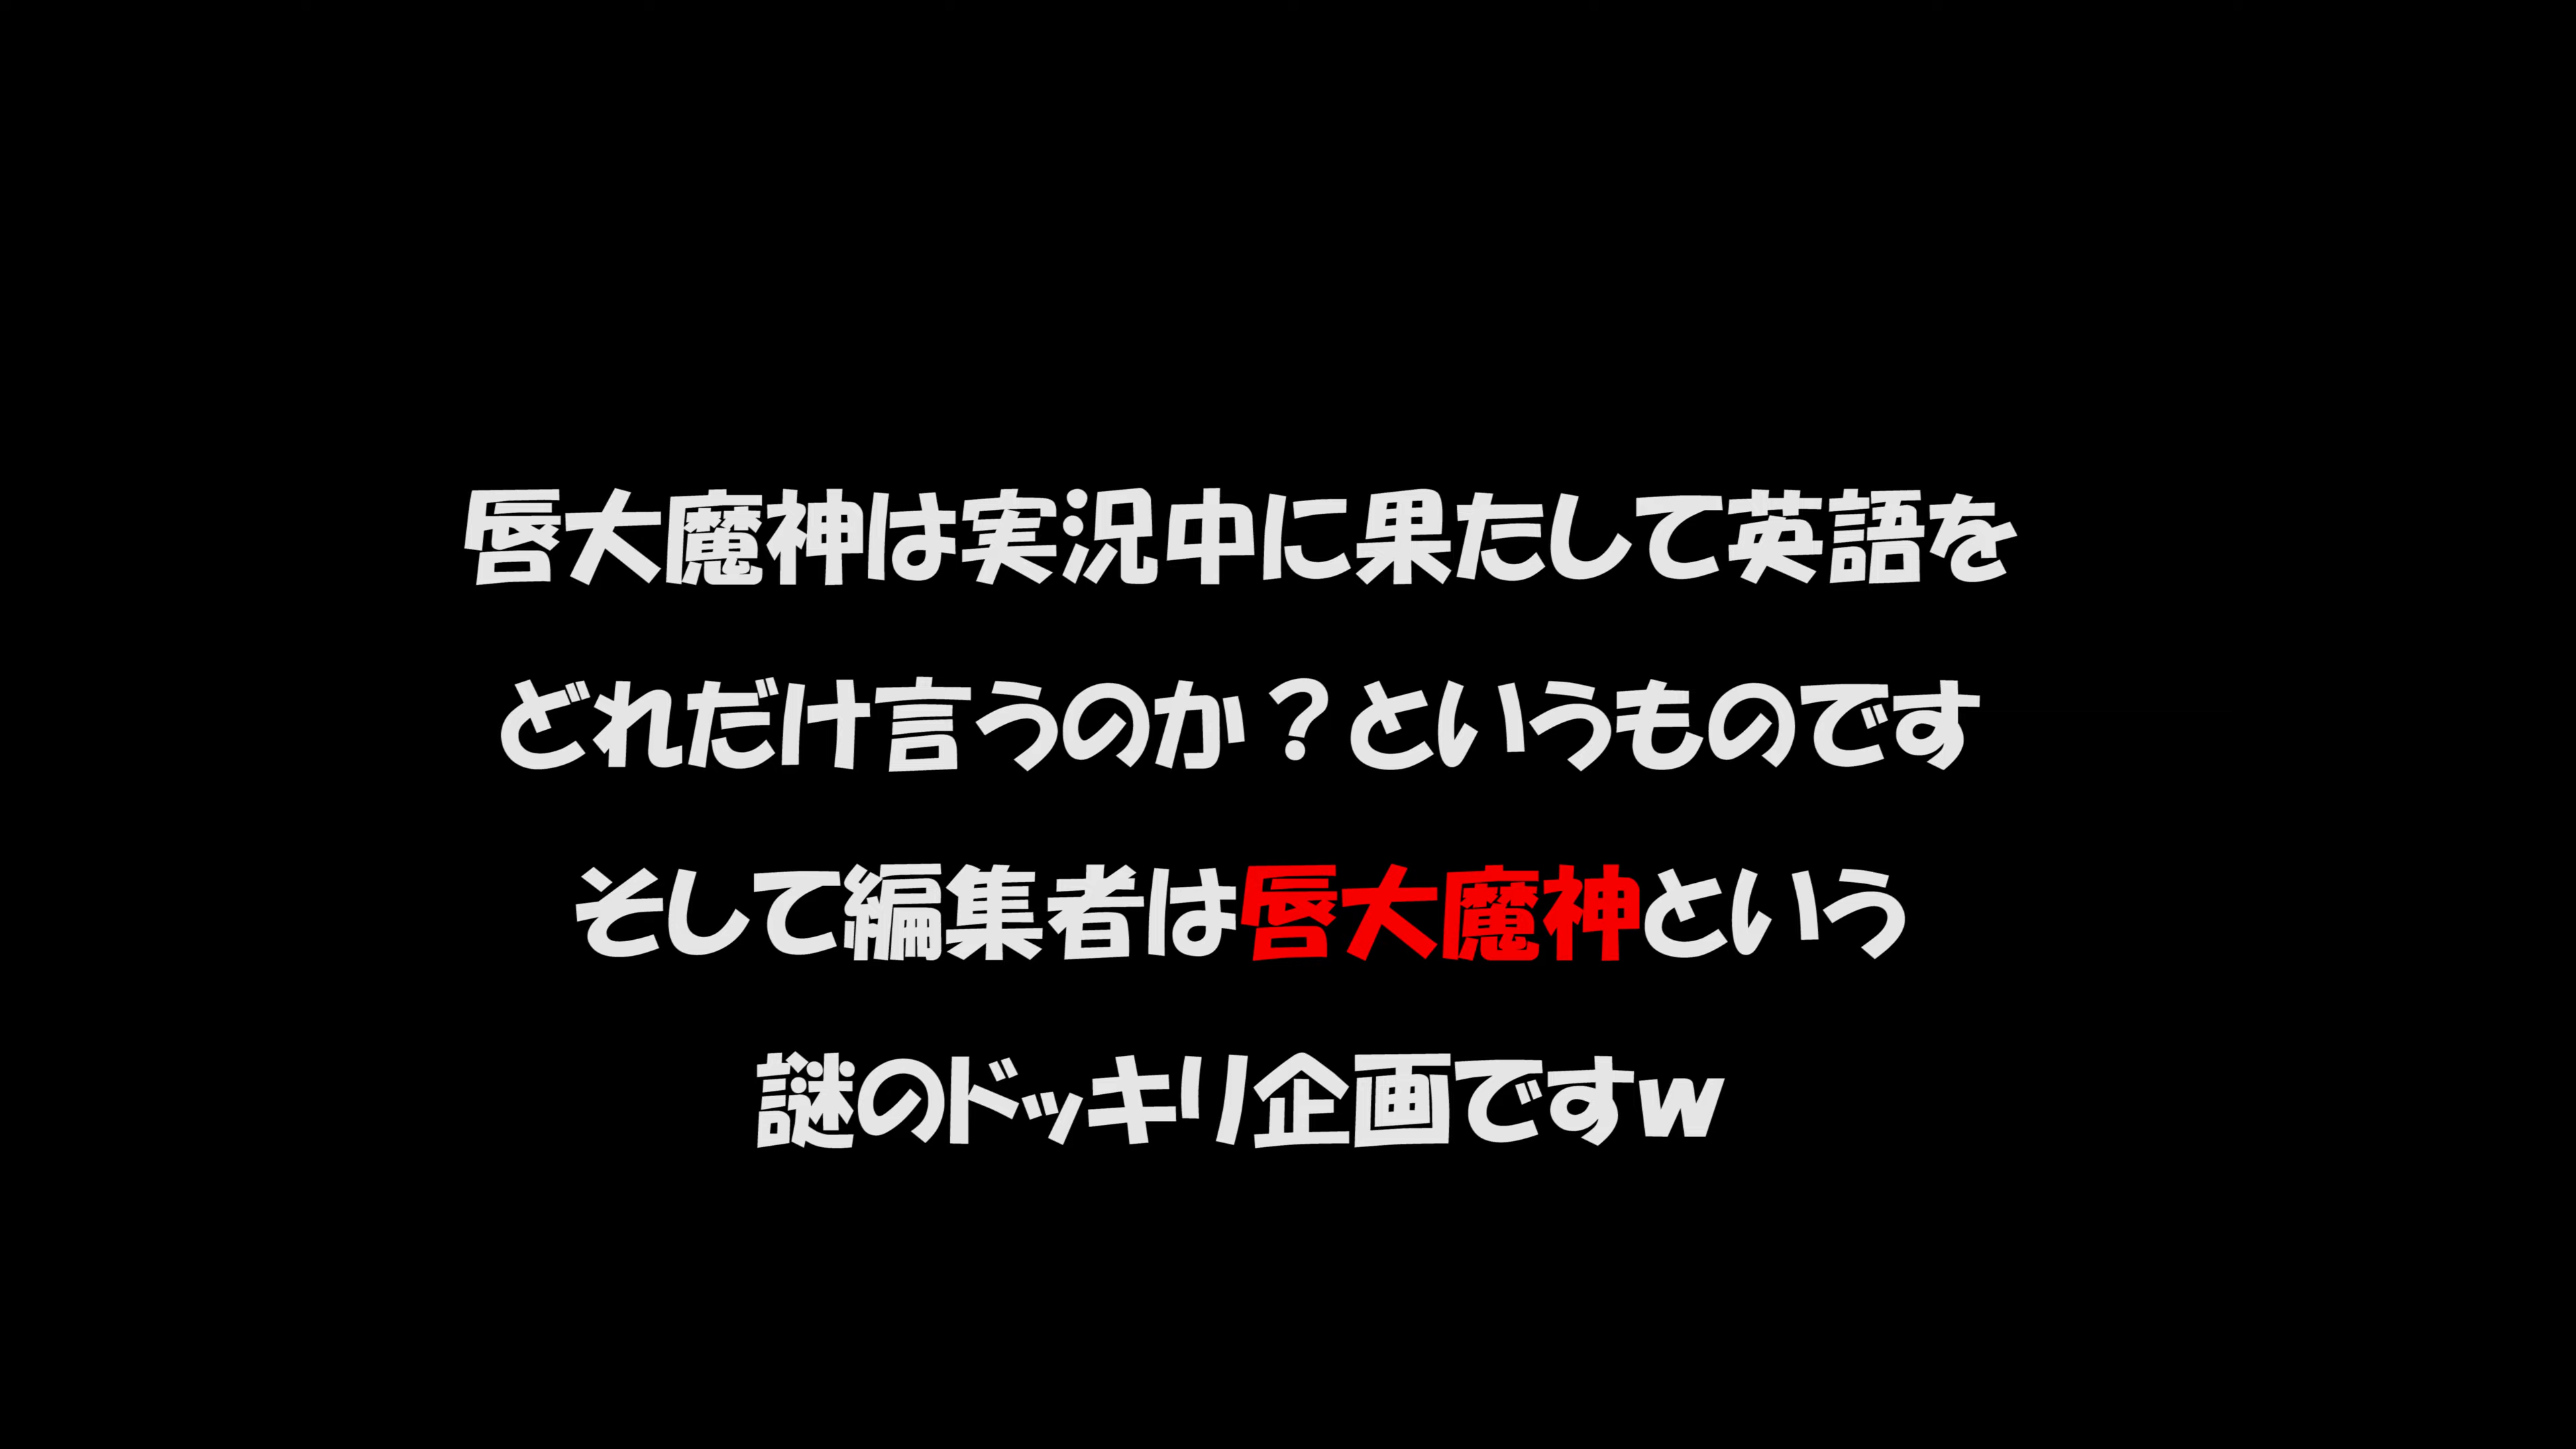 唇大魔神は実況中に果たして英語を
どれだけ言うのか？というものです
そして編集者は唇大魔神という
謎のドッキリ企画ですｗ